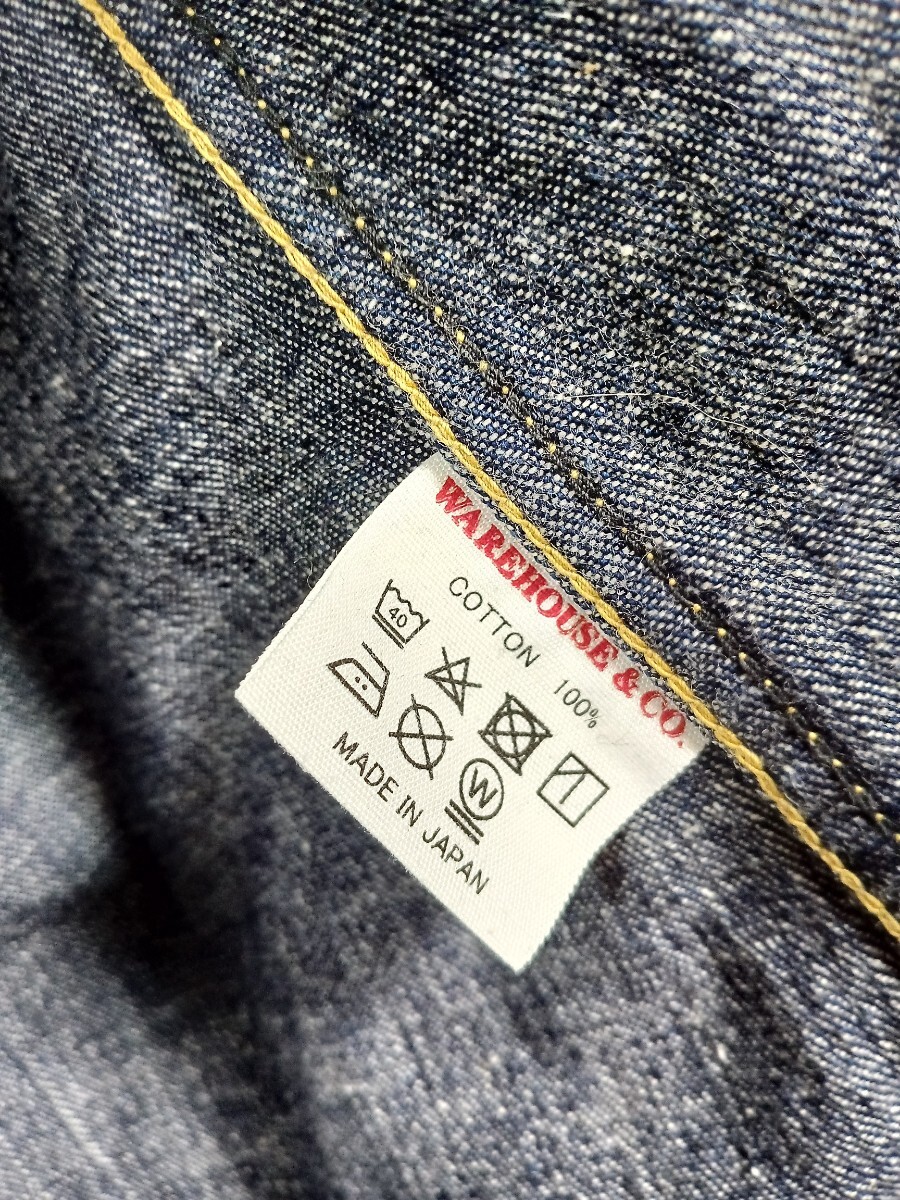 WAREHOUSE & CO.
COTTON 100%
40
W
MADE IN JAPAN